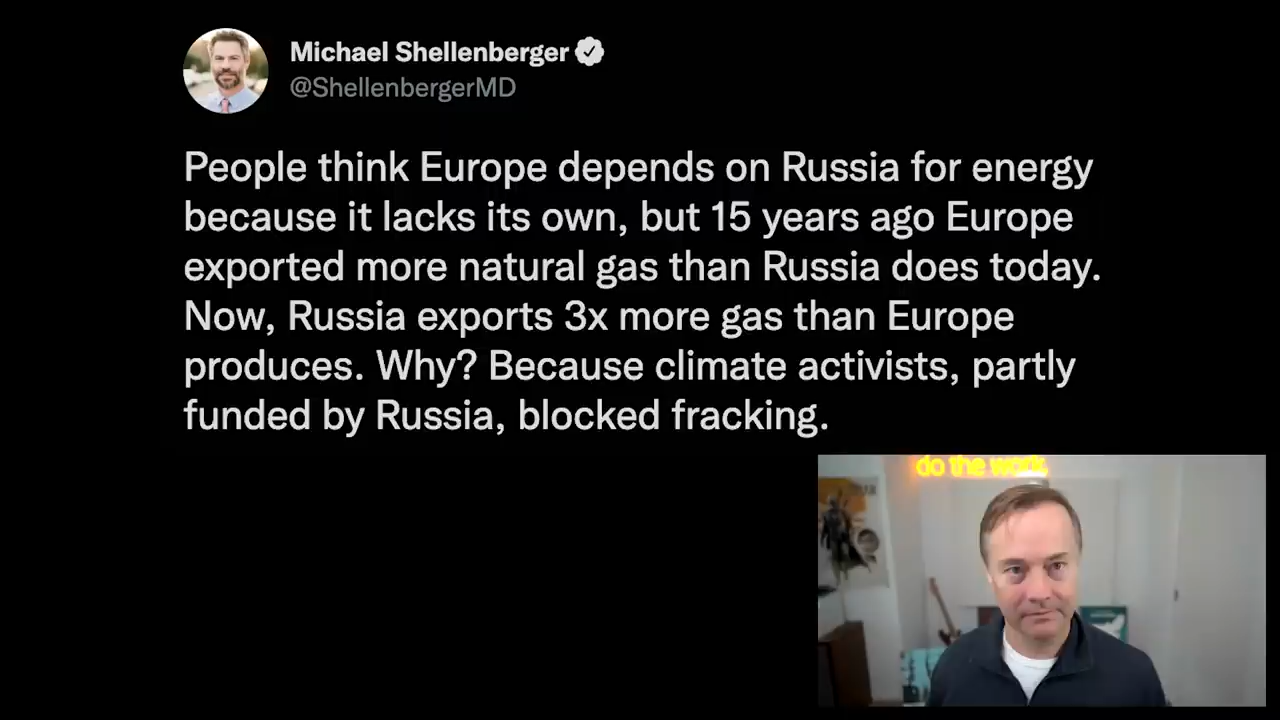 Michael Shellenberger
@ShellenbergerMD
People think Europe depends on Russia for energy
because it lacks its own, but 15 years ago Europe
exported more natural gas than Russia does today.
Now, Russia exports 3x more gas than Europe
produces. Why? Because climate activists, partly
funded by Russia, blocked fracking.
do the work.